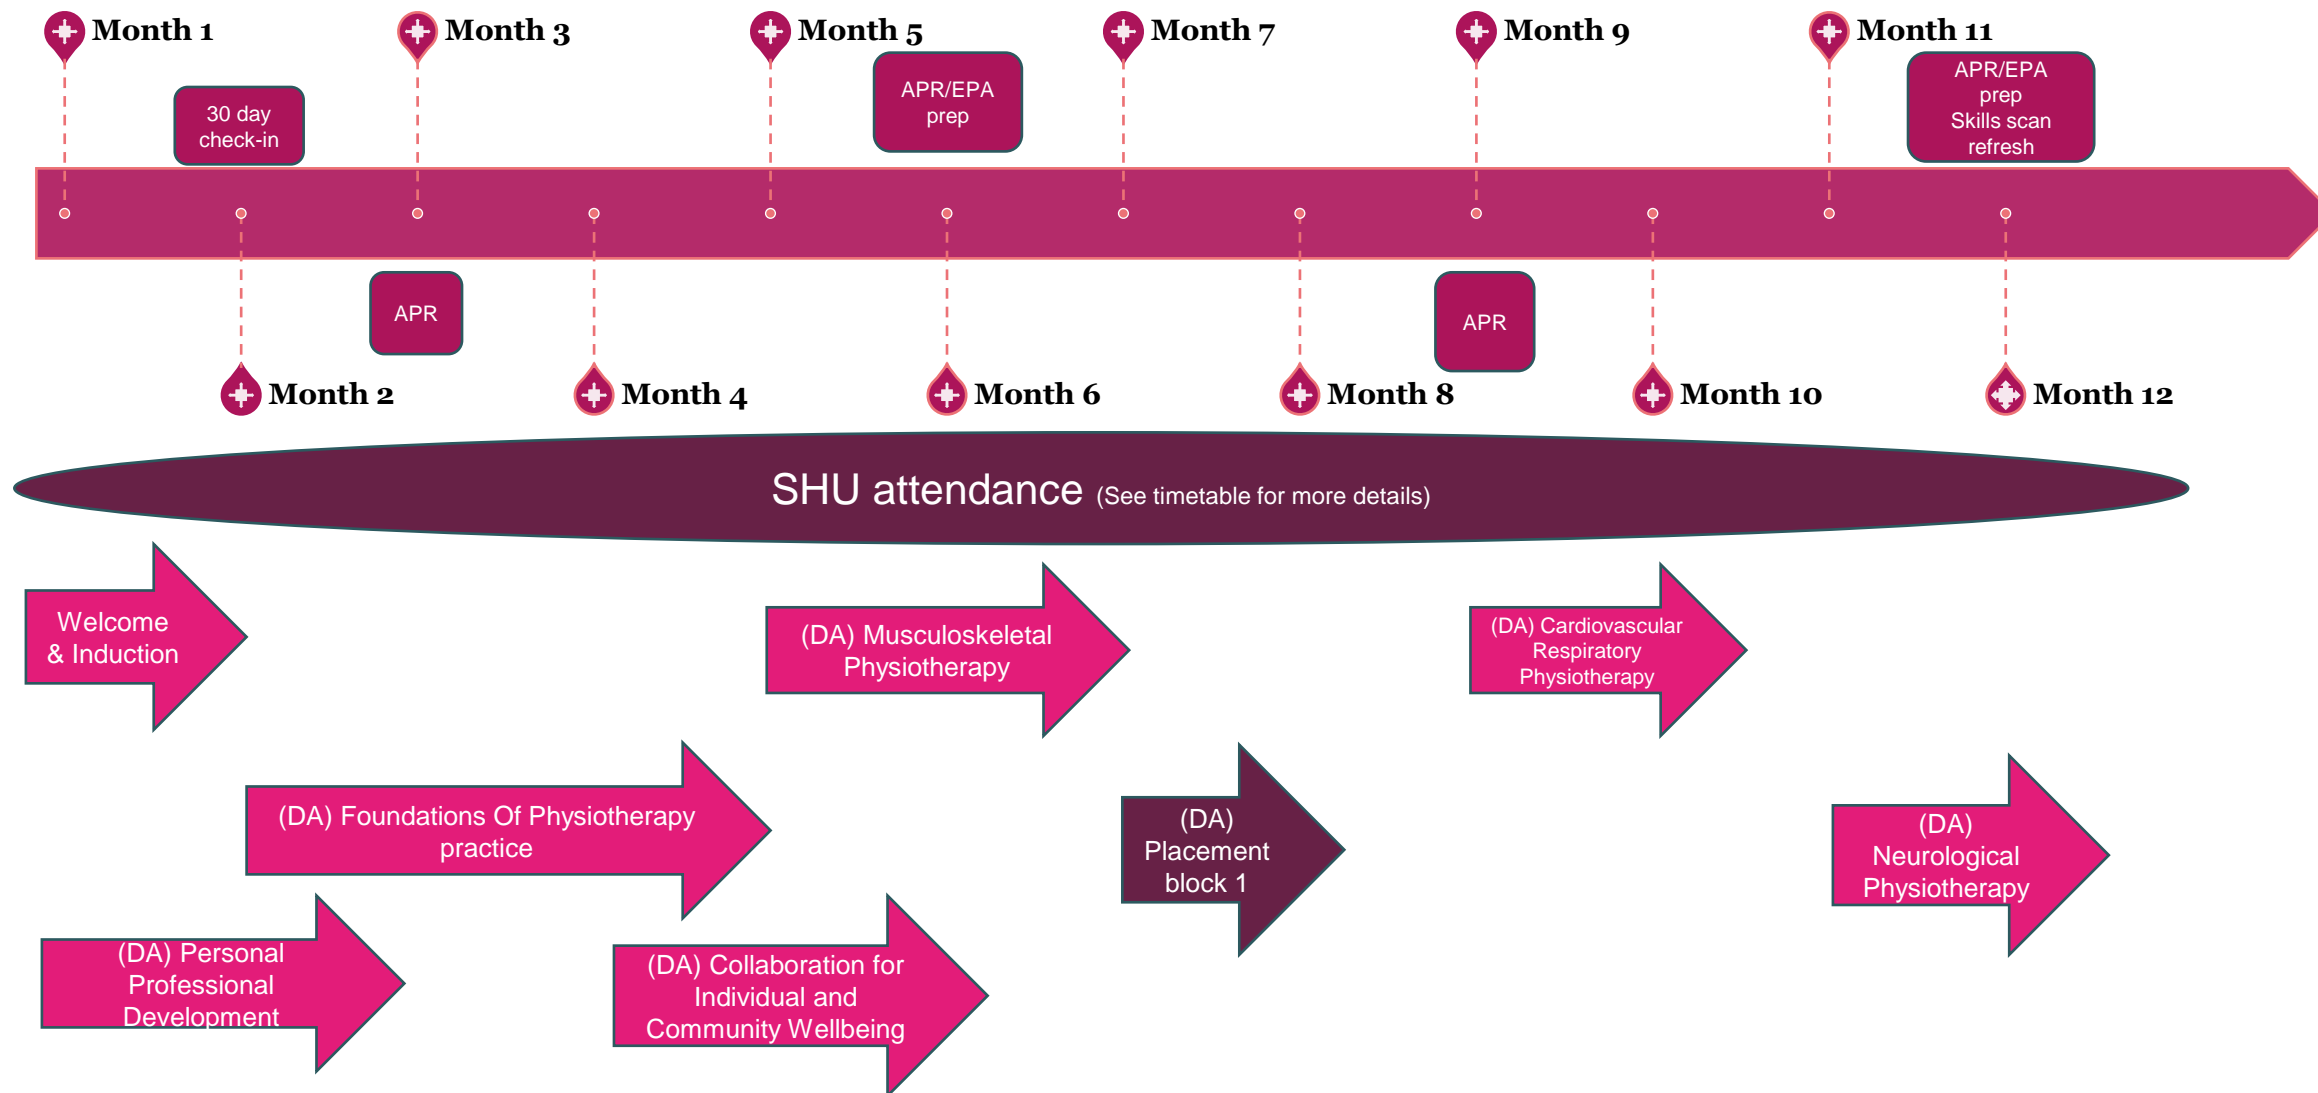 Month 1
Month 3
Month 5
Month 7
Month 9
Month 11
30 day
check-in
APR/EPA
prep
APR/EPA
prep
Skills scan
refresh
APR
APR
Month 2
Month 4
Month 6
Month 8
Month 10
Month 12
SHU attendance (See timetable for more details)
Welcome
& Induction
(DA) Musculoskeletal
Physiotherapy
(DA) Cardiovascular
Respiratory
Physiotherapy
(DA) Foundations Of Physiotherapy
practice
(DA)
Placement
block 1
(DA)
Neurological
Physiotherapy
(DA) Personal
Professional
Development
(DA) Collaboration for
Individual and
Community Wellbeing